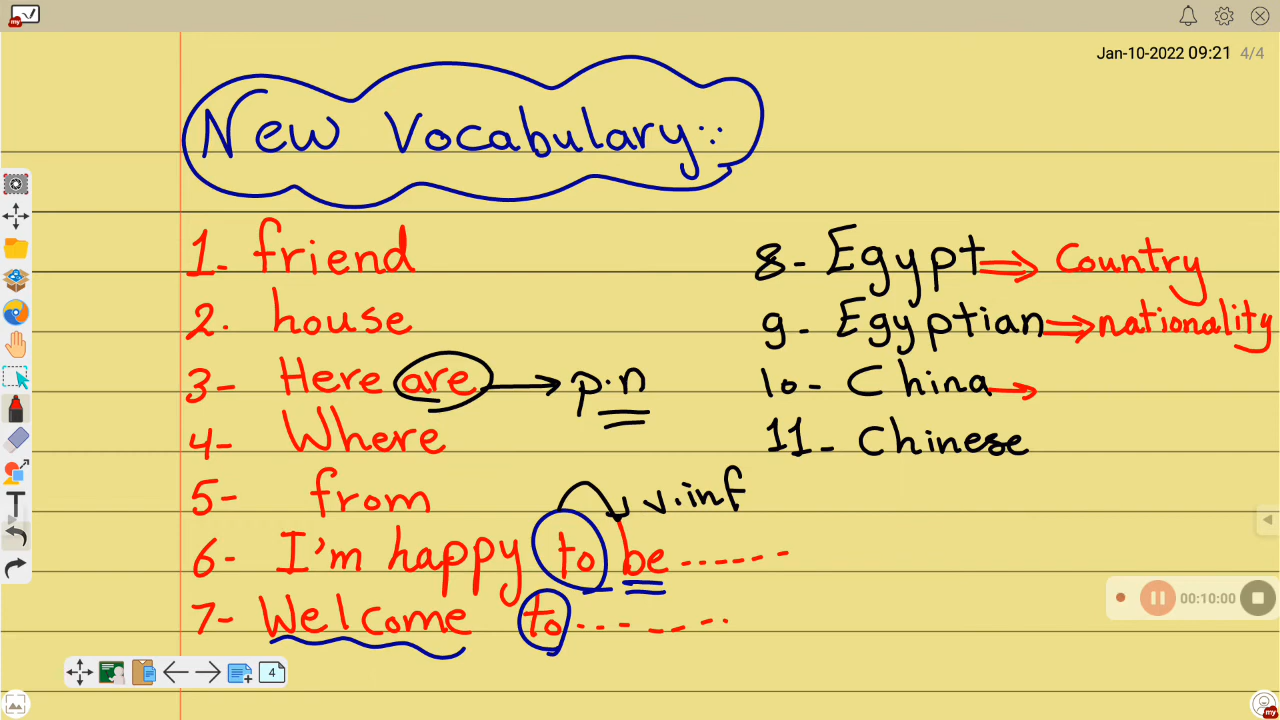 Jan-10-2022 09:21 4/4
New Vocabulary:
1- friend
2. house
3- Here are → p.n
4- Where
5- from
v.inf
6- I'm happy to be -------
7- Welcome to -------
8- Egypt ⇒ Country
9- Egyptian ⇒ nationality
10- China →
11- Chinese
00:10:00
4
my
my
T